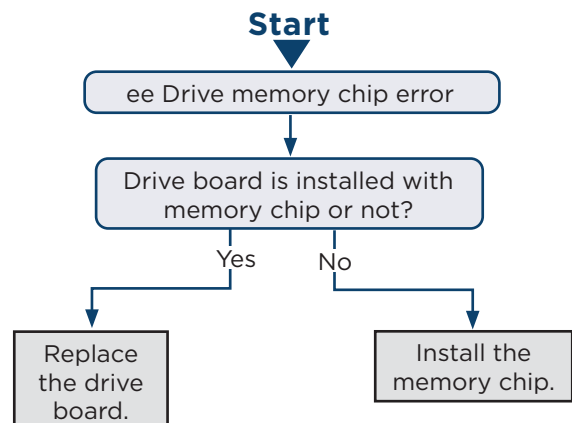 Start
ee Drive memory chip error
Drive board is installed with
memory chip or not?
Yes
No
Replace
the drive
board.
Install the
memory chip.